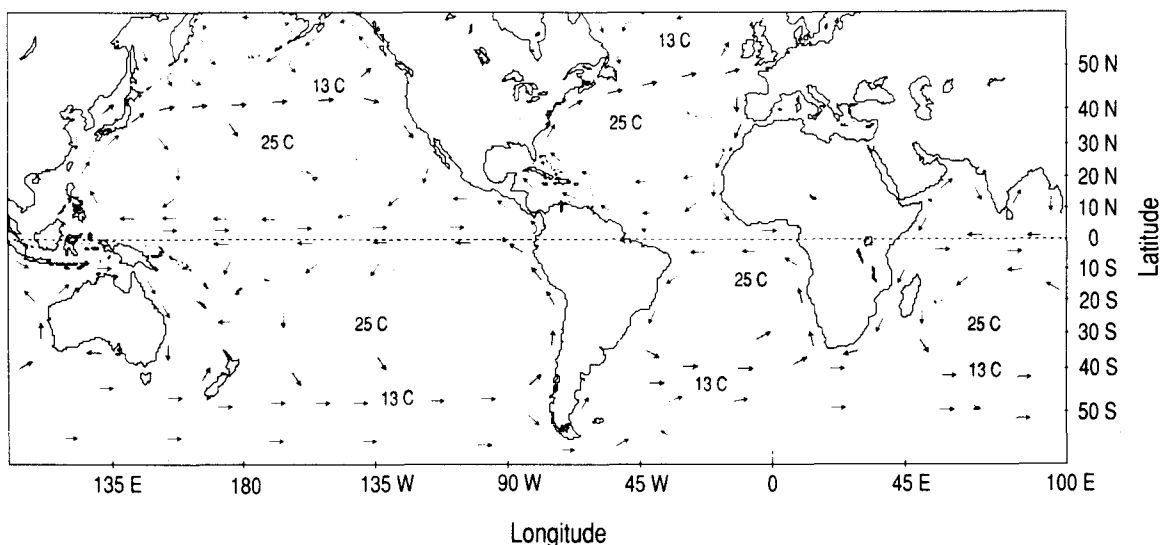 13 C
13 C
50 N
40 N
25 C
25 C
30 N
20 N
10 N
0
25 C
10 S
20 S
25 C
25 C
30 S
13 C
13 C
40 S
13 C
50 S
135 E
180
135 W
90 W
45 W
0
45 E
100 E
Latitude
Longitude